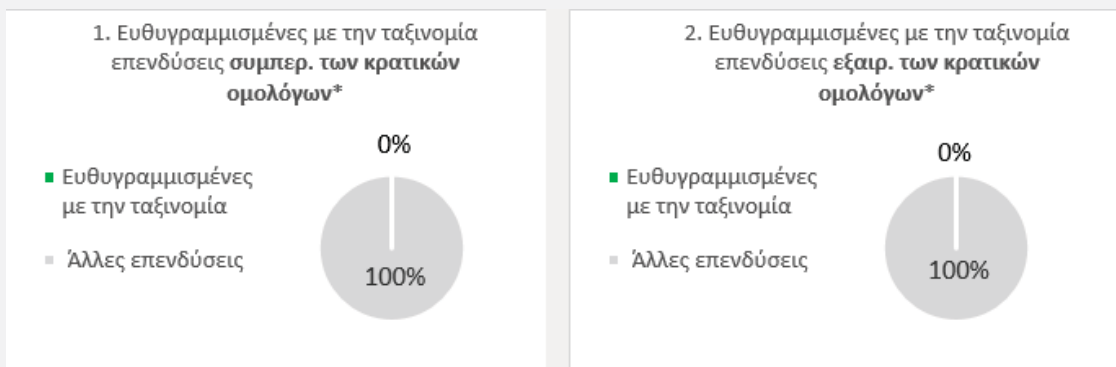 1. Ευθυγραμμισμένες με την ταξινομία
επενδύσεις συμπερ. των κρατικών
ομολόγων*
0%
Ευθυγραμμισμένες
με την ταξινομία
Άλλες επενδύσεις
100%
2. Ευθυγραμμισμένες με την ταξινομία
επενδύσεις εξαιρ. των κρατικών
ομολόγων*
0%
Ευθυγραμμισμένες
με την ταξινομία
Άλλες επενδύσεις
100%